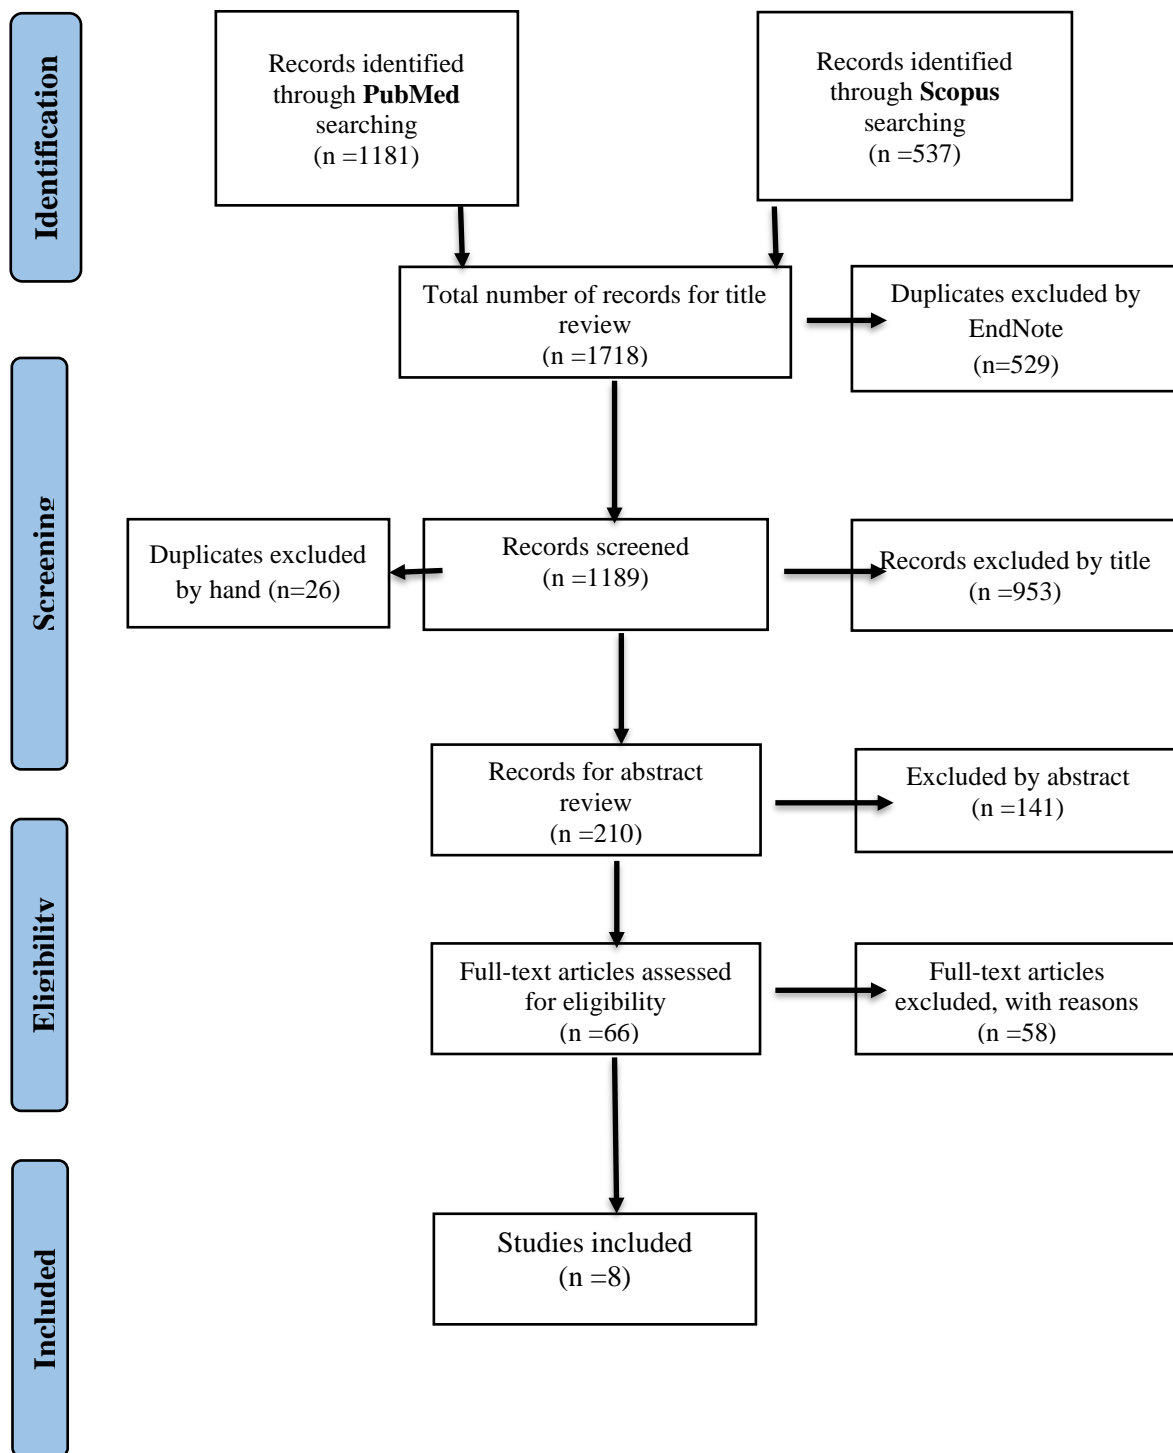 Identification
Records identified
through PubMed
searching
(n =1181)
Records identified
through Scopus
searching
(n =537)
Total number of records for title
review
(n =1718)
Duplicates excluded by
EndNote
(n=529)
Screening
Duplicates excluded
by hand (n=26)
Records screened
(n =1189)
Records excluded by title
(n =953)
Records for abstract
review
(n =210)
Excluded by abstract
(n =141)
Eligibility
Full-text articles assessed
for eligibility
(n =66)
Full-text articles
excluded, with reasons
(n =58)
Included
Studies included
(n =8)